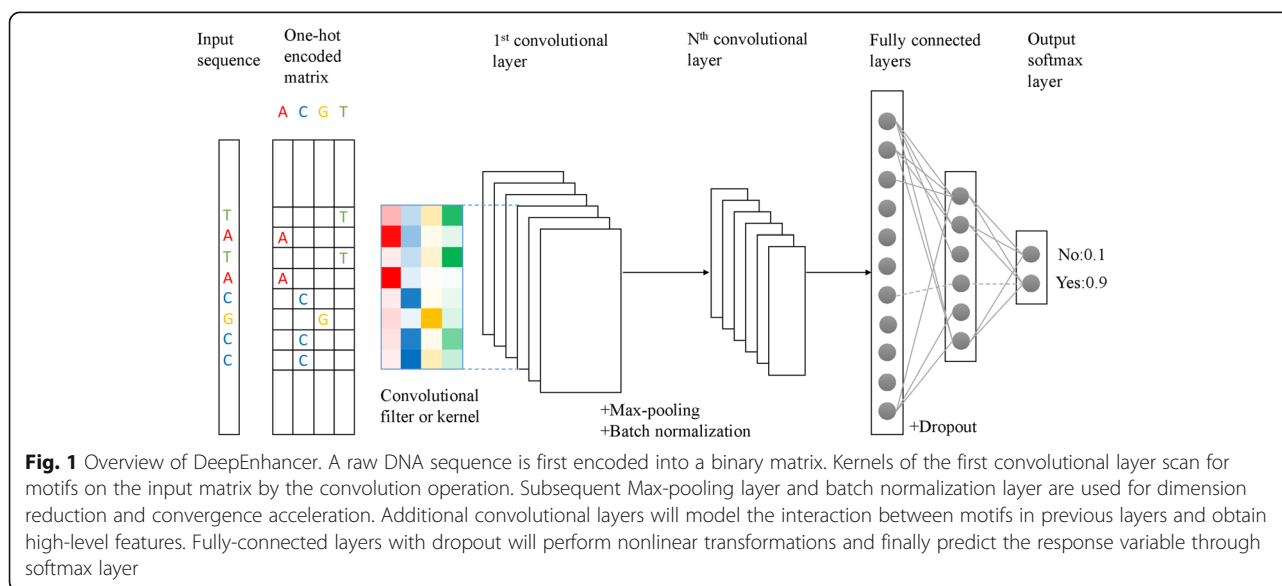 Input sequence
One-hot encoded matrix
1st convolutional layer
Nth convolutional layer
Fully connected layers
Output softmax layer
A C G T
T
A
T
A
C
G
C
C
T
A
T
A
C
G
C
C
Convolutional filter or kernel
+Max-pooling
+Batch normalization
+Dropout
No:0.1
Yes:0.9
Fig. 1 Overview of DeepEnhancer. A raw DNA sequence is first encoded into a binary matrix. Kernels of the first convolutional layer scan for
motifs on the input matrix by the convolution operation. Subsequent Max-pooling layer and batch normalization layer are used for dimension
reduction and convergence acceleration. Additional convolutional layers will model the interaction between motifs in previous layers and obtain
high-level features. Fully-connected layers with dropout will perform nonlinear transformations and finally predict the response variable through
softmax layer